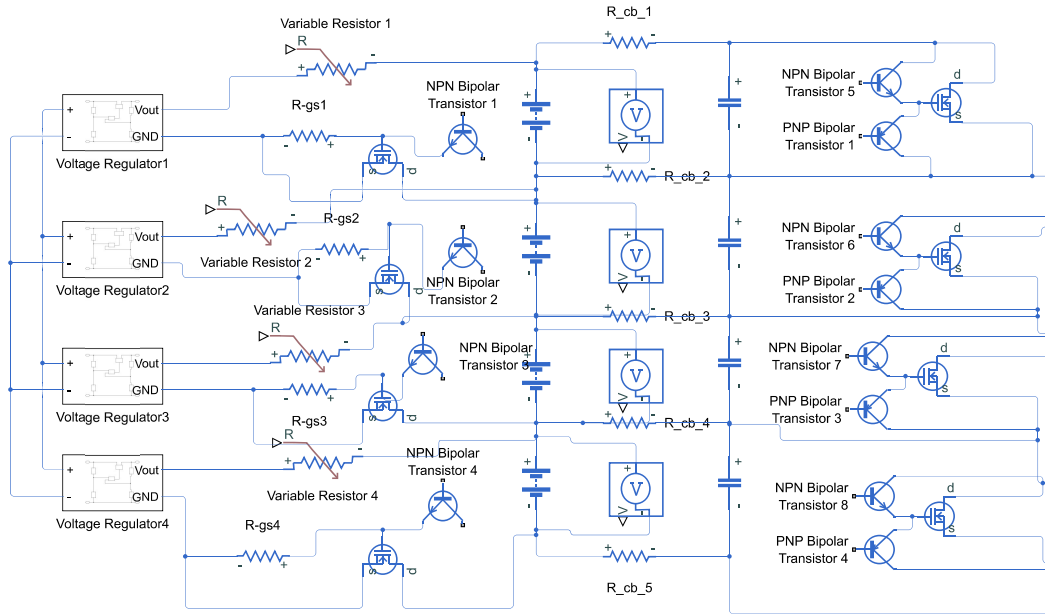 R_cb_1
Variable Resistor 1
R
+
-
+
-
NPN Bipolar
Transistor 1
R-gs1
-
+
s
d
+
-
Vout
GND
Voltage Regulator1
+
-
+
-
V
V
+
-
R_cb_2
+
-
NPN Bipolar
Transistor 5
PNP Bipolar
Transistor 1
d
s
R
+
-
R-gs2
-
+
Variable Resistor 2
s
d
NPN Bipolar
Transistor 2
+
-
Vout
GND
Voltage Regulator2
+
-
+
-
V
V
+
-
R_cb_3
+
-
NPN Bipolar
Transistor 6
PNP Bipolar
Transistor 2
d
s
Variable Resistor 3
R
+
-
-
+
R-gs3
s
d
NPN Bipolar
Transistor 3
+
-
Vout
GND
Voltage Regulator3
+
-
+
-
V
V
+
-
R_cb_4
+
-
NPN Bipolar
Transistor 7
PNP Bipolar
Transistor 3
d
s
R
+
-
Variable Resistor 4
NPN Bipolar
Transistor 4
+
-
Vout
GND
Voltage Regulator4
R-gs4
-
+
s
d
+
-
+
-
V
V
+
-
R_cb_5
+
-
NPN Bipolar
Transistor 8
PNP Bipolar
Transistor 4
d
s